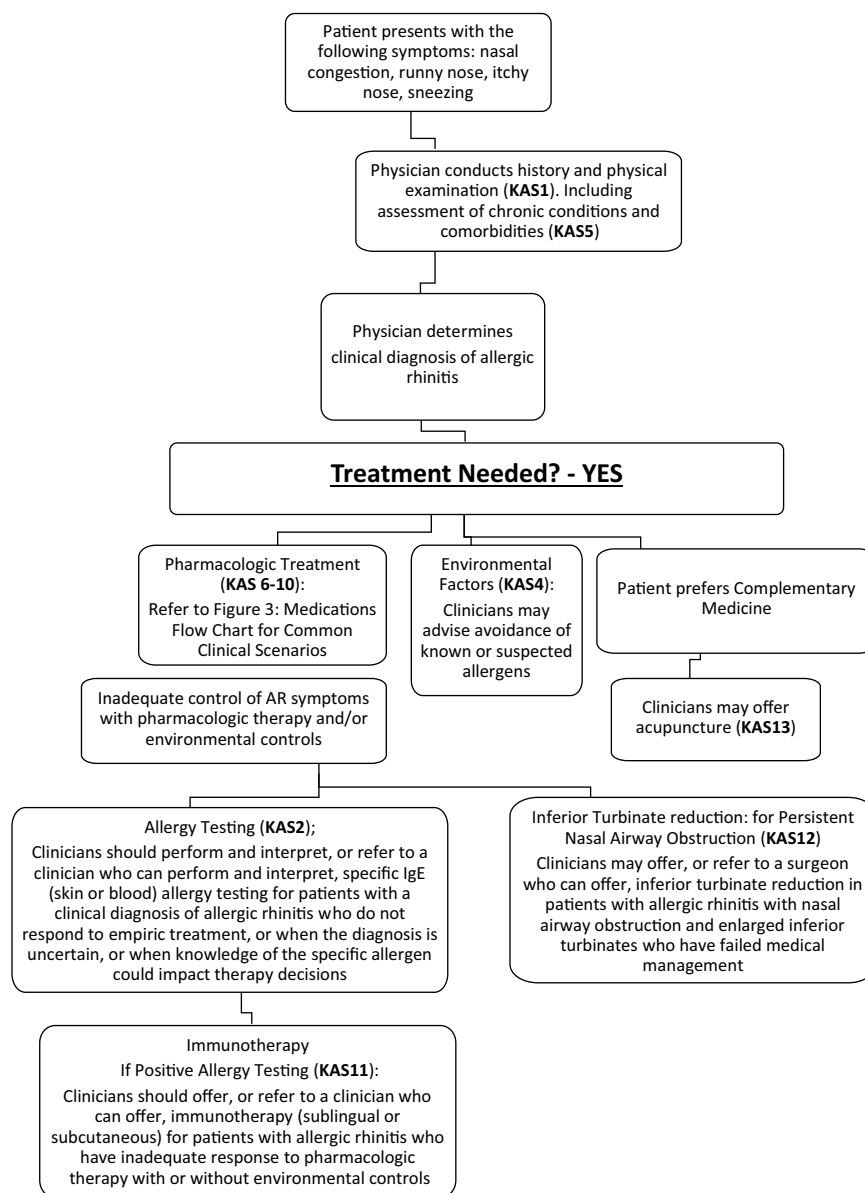 Patient presents with the
following symptoms: nasal
congestion, runny nose, itchy
nose, sneezing
Physician conducts history and physical
examination (KAS1). Including
assessment of chronic conditions and
comorbidities (KAS5)
Physician determines
clinical diagnosis of allergic
rhinitis
Treatment Needed? - YES
Pharmacologic Treatment
(KAS 6-10):
Refer to Figure 3: Medications
Flow Chart for Common
Clinical Scenarios
Environmental
Factors (KAS4):
Clinicians may
advise avoidance of
known or suspected
allergens
Patient prefers Complementary
Medicine
Clinicians may offer
acupuncture (KAS13)
Inadequate control of AR symptoms
with pharmacologic therapy and/or
environmental controls
Allergy Testing (KAS2);
Clinicians should perform and interpret, or refer to a
clinician who can perform and interpret, specific IgE
(skin or blood) allergy testing for patients with a
clinical diagnosis of allergic rhinitis who do not
respond to empiric treatment, or when the diagnosis is
uncertain, or when knowledge of the specific allergen
could impact therapy decisions
Inferior Turbinate reduction: for Persistent
Nasal Airway Obstruction (KAS12)
Clinicians may offer, or refer to a surgeon
who can offer, inferior turbinate reduction in
patients with allergic rhinitis with nasal
airway obstruction and enlarged inferior
turbinates who have failed medical
management
Immunotherapy
If Positive Allergy Testing (KAS11):
Clinicians should offer, or refer to a clinician who
can offer, immunotherapy (sublingual or
subcutaneous) for patients with allergic rhinitis who
have inadequate response to pharmacologic
therapy with or without environmental controls